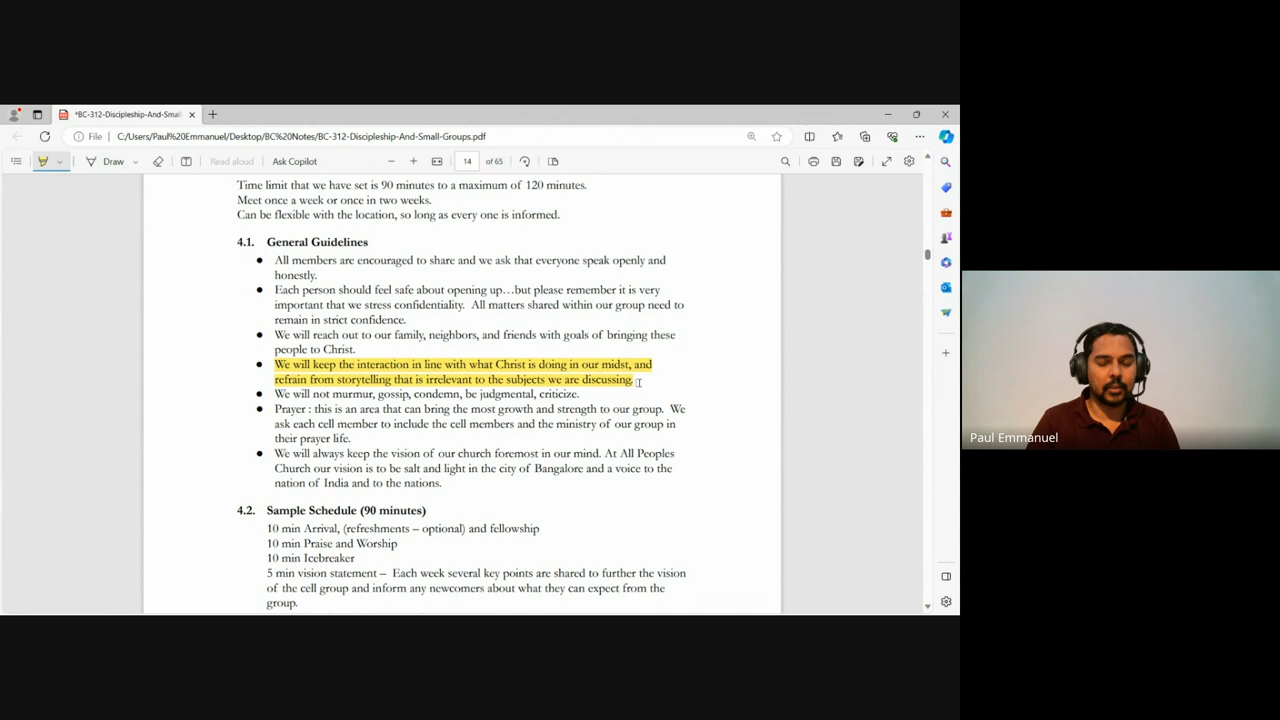 *BC-312-Discipleship-And-Small-
File
C:/Users/Paul%20Emmanuel/Desktop/BC%20Notes/BC-312-Discipleship-And-Small-Groups.pdf
Draw
Read aloud
Ask Copilot
14 of 65
Time limit that we have set is 90 minutes to a maximum of 120 minutes.
Meet once a week or once in two weeks.
Can be flexible with the location, so long as every one is informed.
4.1. General Guidelines
● All members are encouraged to share and we ask that everyone speak openly and
honestly.
● Each person should feel safe about opening up…but please remember it is very
important that we stress confidentiality. All matters shared within our group need to
remain in strict confidence.
● We will reach out to our family, neighbors, and friends with goals of bringing these
people to Christ.
● We will keep the interaction in line with what Christ is doing in our midst, and
refrain from storytelling that is irrelevant to the subjects we are discussing.
● We will not murmur, gossip, condemn, be judgmental, criticize.
● Prayer : this is an area that can bring the most growth and strength to our group. We
ask each cell member to include the cell members and the ministry of our group in
their prayer life.
● We will always keep the vision of our church foremost in our mind. At All Peoples
Church our vision is to be salt and light in the city of Bangalore and a voice to the
nation of India and to the nations.
4.2. Sample Schedule (90 minutes)
10 min Arrival, (refreshments – optional) and fellowship
10 min Praise and Worship
10 min Icebreaker
5 min vision statement – Each week several key points are shared to further the vision
of the cell group and inform any newcomers about what they can expect from the
group.
Paul Emmanuel